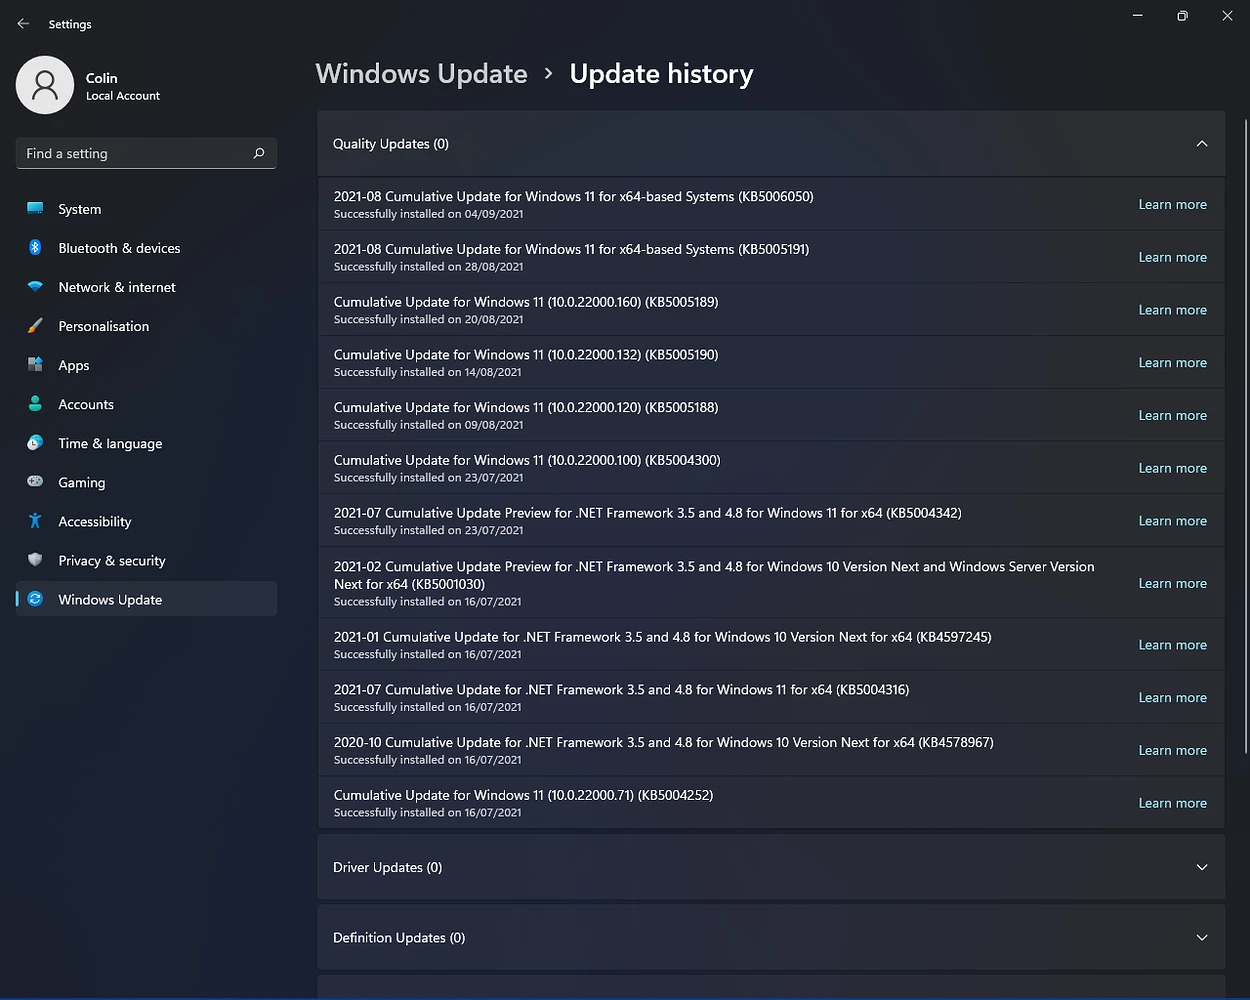 Settings
Colin
Local Account
Find a setting
System
Bluetooth & devices
Network & internet
Personalisation
Apps
Accounts
Time & language
Gaming
Accessibility
Privacy & security
Windows Update
Windows Update › Update history
Quality Updates (0)
2021-08 Cumulative Update for Windows 11 for x64-based Systems (KB5006050)
Successfully installed on 04/09/2021
Learn more
2021-08 Cumulative Update for Windows 11 for x64-based Systems (KB5005191)
Successfully installed on 28/08/2021
Learn more
Cumulative Update for Windows 11 (10.0.22000.160) (KB5005189)
Successfully installed on 20/08/2021
Learn more
Cumulative Update for Windows 11 (10.0.22000.132) (KB5005190)
Successfully installed on 14/08/2021
Learn more
Cumulative Update for Windows 11 (10.0.22000.120) (KB5005188)
Successfully installed on 09/08/2021
Learn more
Cumulative Update for Windows 11 (10.0.22000.100) (KB5004300)
Successfully installed on 23/07/2021
Learn more
2021-07 Cumulative Update Preview for .NET Framework 3.5 and 4.8 for Windows 11 for x64 (KB5004342)
Successfully installed on 23/07/2021
Learn more
2021-02 Cumulative Update Preview for .NET Framework 3.5 and 4.8 for Windows 10 Version Next and Windows Server Version
Next for x64 (KB5001030)
Successfully installed on 16/07/2021
Learn more
2021-01 Cumulative Update for .NET Framework 3.5 and 4.8 for Windows 10 Version Next for x64 (KB4597245)
Successfully installed on 16/07/2021
Learn more
2021-07 Cumulative Update for .NET Framework 3.5 and 4.8 for Windows 11 for x64 (KB5004316)
Successfully installed on 16/07/2021
Learn more
2020-10 Cumulative Update for .NET Framework 3.5 and 4.8 for Windows 10 Version Next for x64 (KB4578967)
Successfully installed on 16/07/2021
Learn more
Cumulative Update for Windows 11 (10.0.22000.71) (KB5004252)
Successfully installed on 16/07/2021
Learn more
Driver Updates (0)
Definition Updates (0)